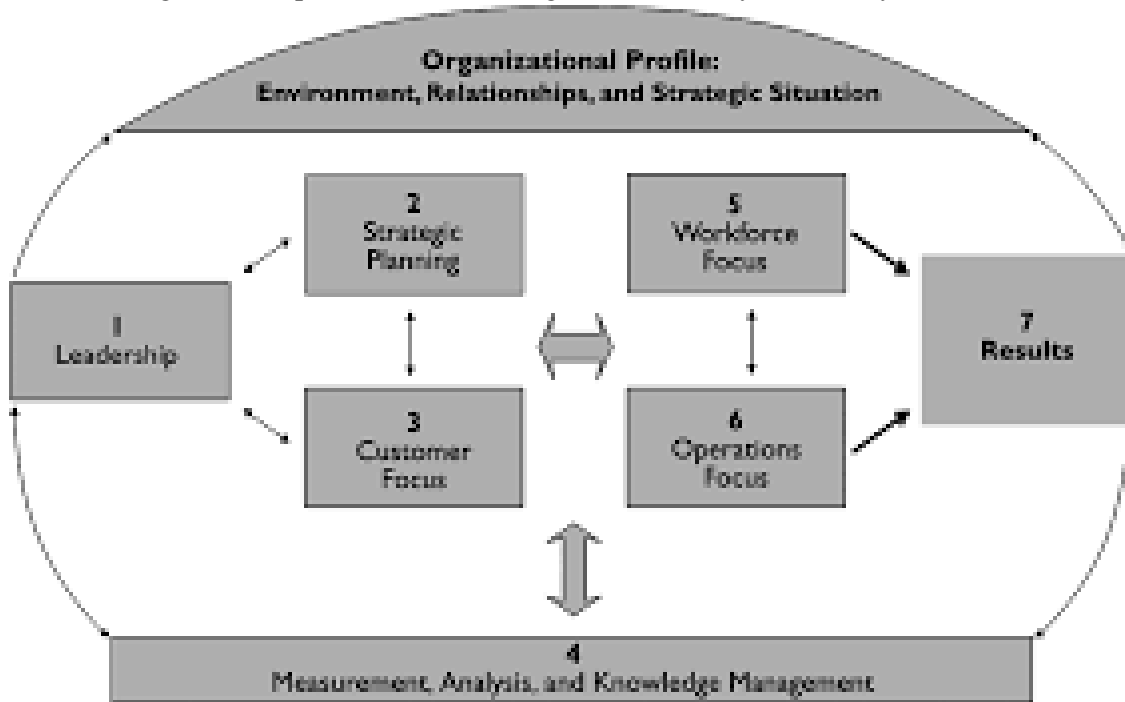 Organizational Profile:
Environment, Relationships, and Strategic Situation
2
Strategic
Planning
5
Workforce
Focus
1
Leadership
7
Results
3
Customer
Focus
6
Operations
Focus
4
Measurement, Analysis, and Knowledge Management